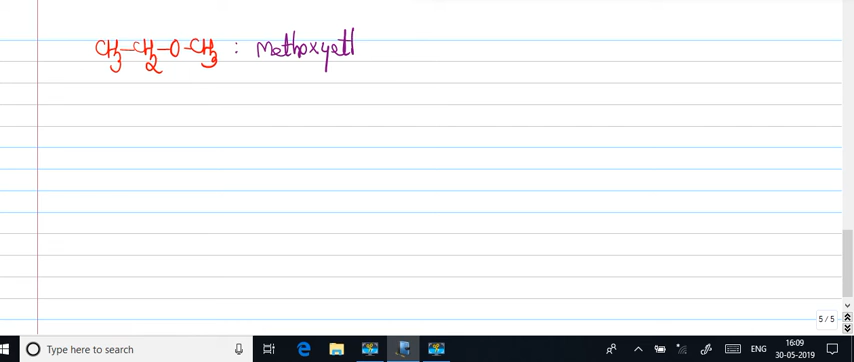 CH3-CH2-O-CH3 : Methoxyeth
5 / 5
Type here to search
ENG
16:09
30-05-2019